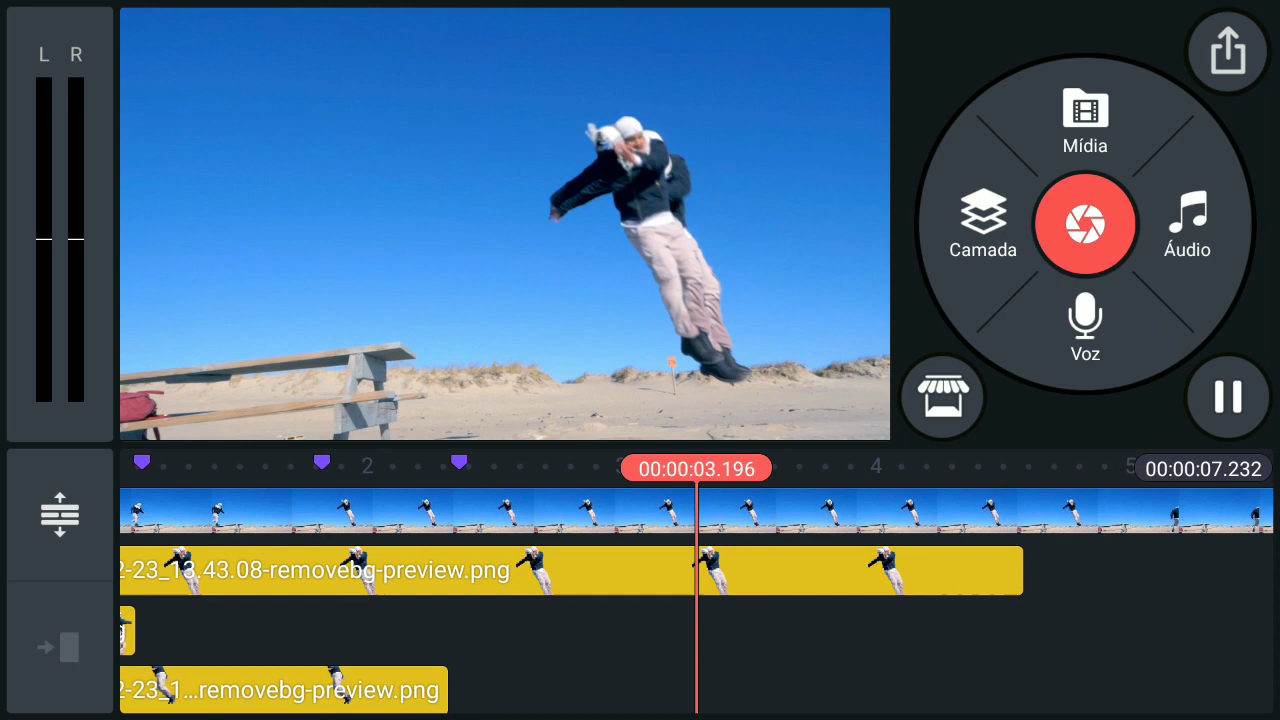 L R
Mídia
Camada
Áudio
Voz
2
00:00:03.196
4
5
00:00:07.232
2-23_13.43.08-removebg-preview.png
2-23_1...removebg-preview.png